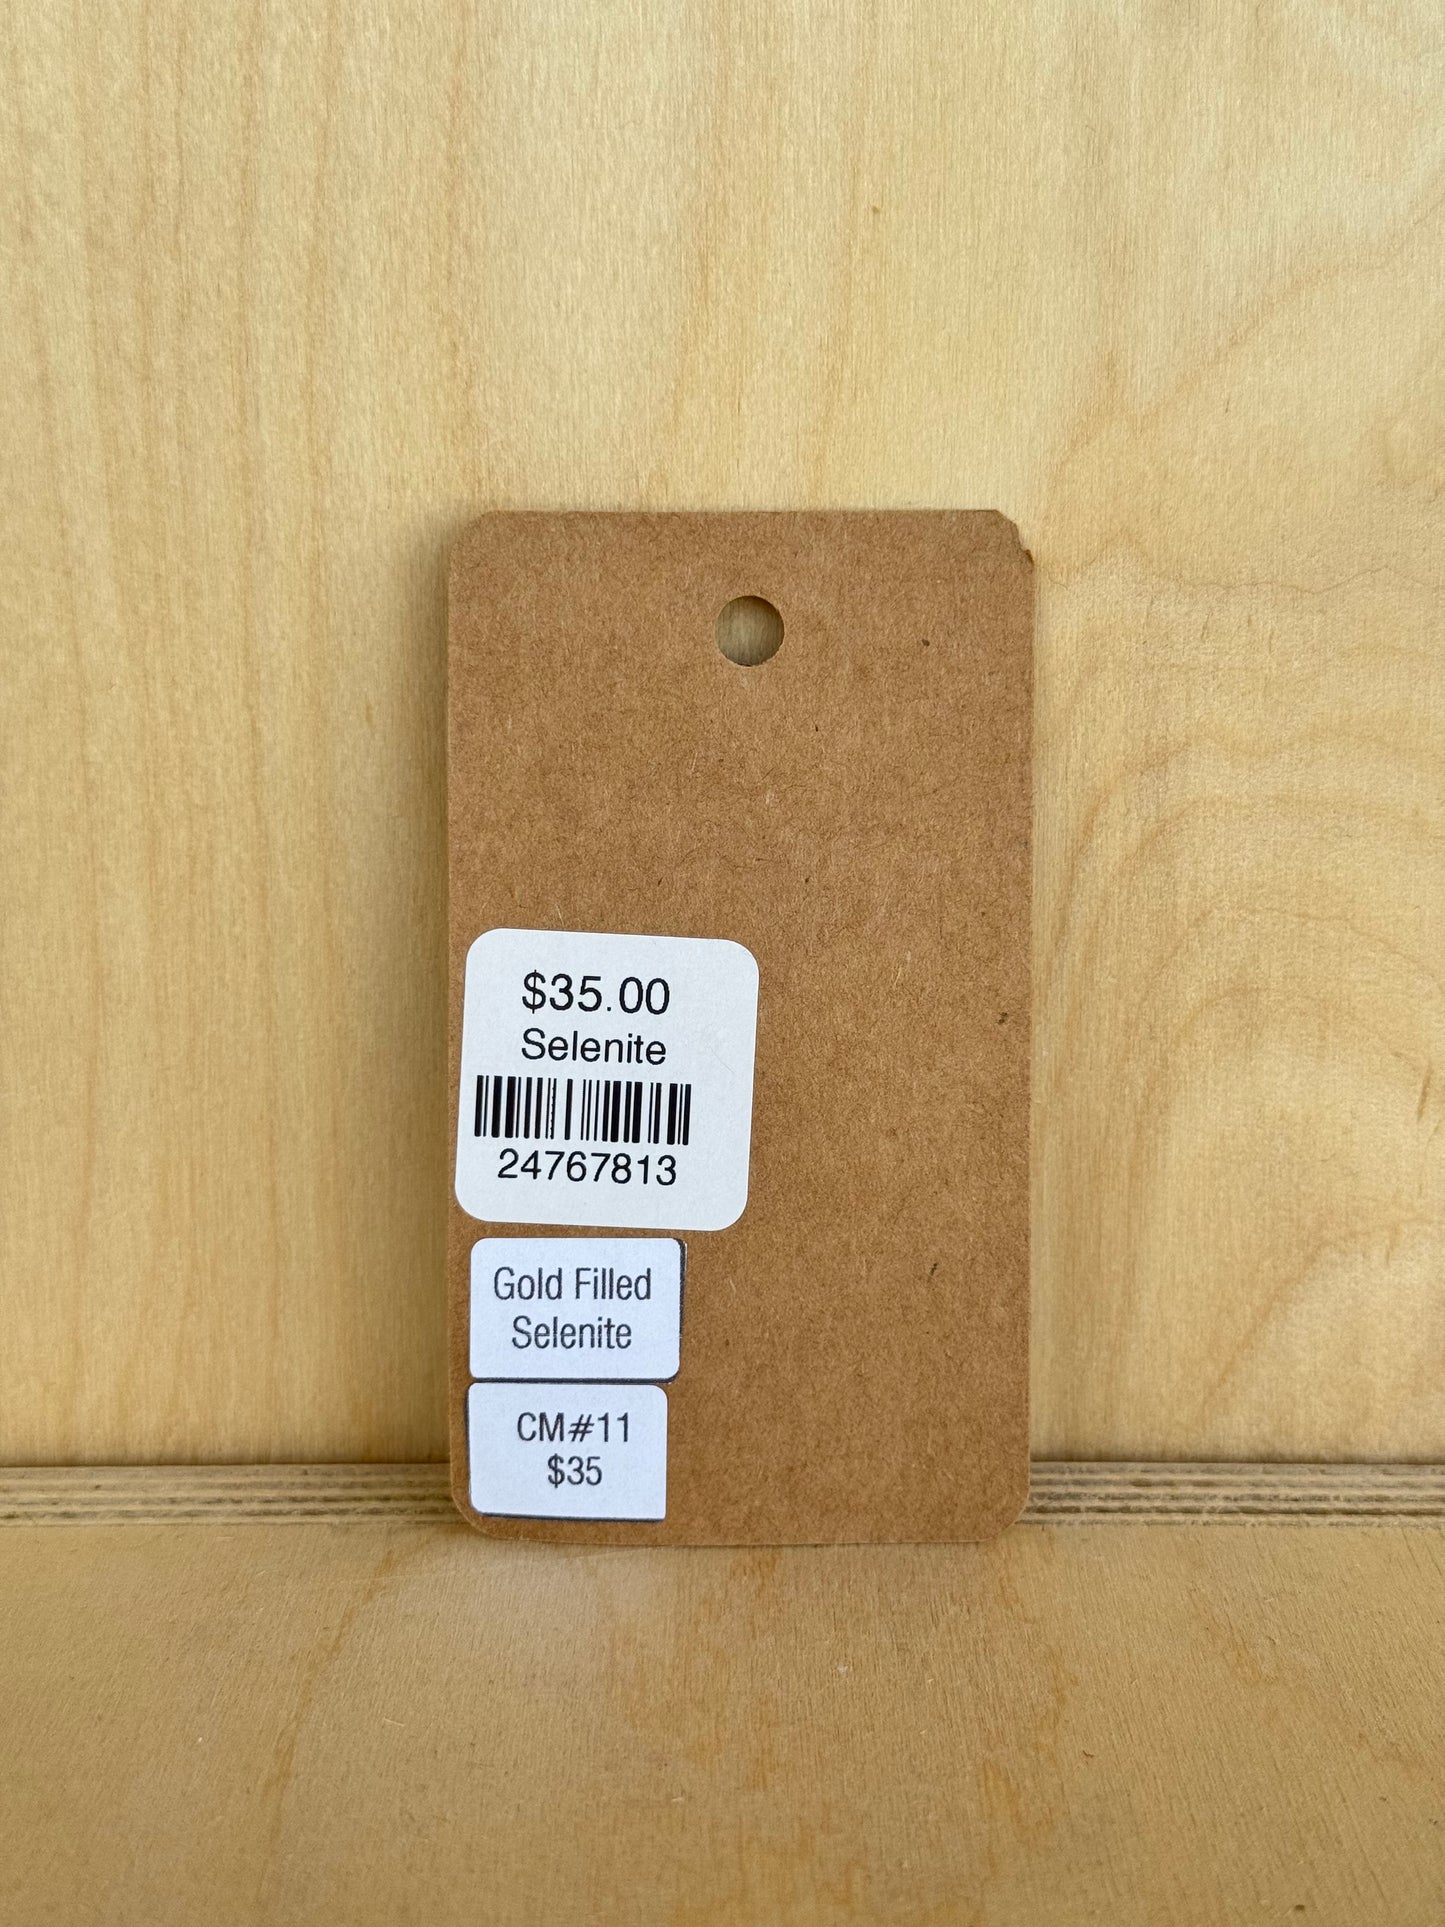 $35.00
Selenite
24767813
Gold Filled
Selenite
CM#11
$35